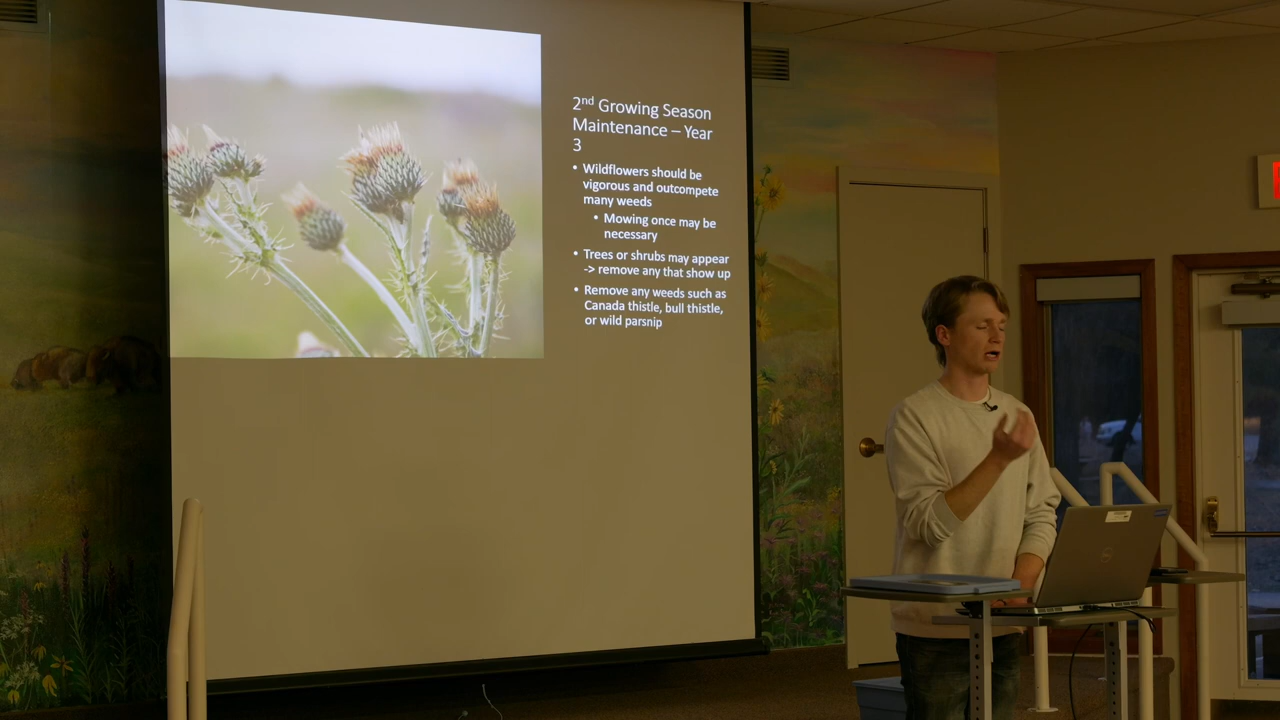 2nd Growing Season
Maintenance – Year
3
• Wildflowers should be
vigorous and outcompete
many weeds
• Mowing once may be
necessary
• Trees or shrubs may appear
-> remove any that show up
• Remove any weeds such as
Canada thistle, bull thistle,
or wild parsnip